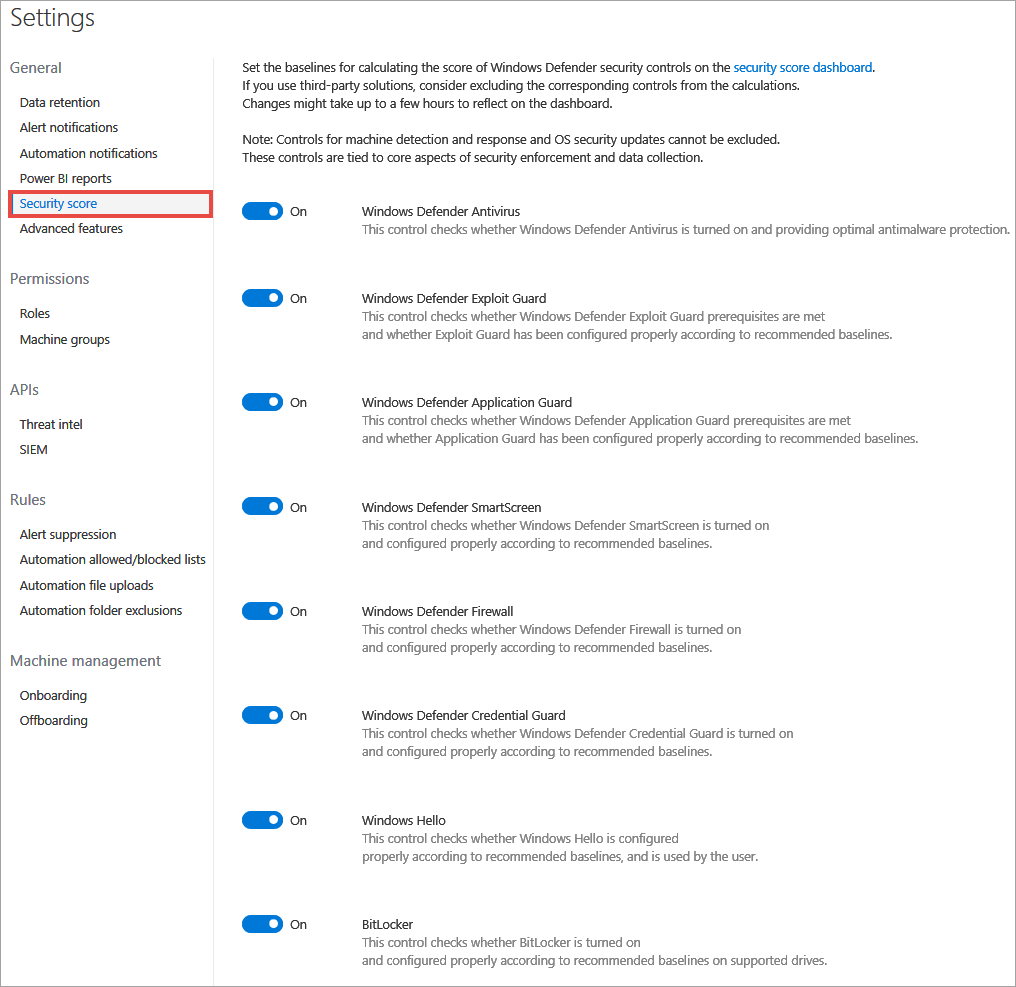 Settings
General
Data retention
Alert notifications
Automation notifications
Power BI reports
Security score
Advanced features
Permissions
Roles
Machine groups
APIs
Threat intel
SIEM
Rules
Alert suppression
Automation allowed/blocked lists
Automation file uploads
Automation folder exclusions
Machine management
Onboarding
Offboarding
Set the baselines for calculating the score of Windows Defender security controls on the security score dashboard.
If you use third-party solutions, consider excluding the corresponding controls from the calculations.
Changes might take up to a few hours to reflect on the dashboard.
Note: Controls for machine detection and response and OS security updates cannot be excluded.
These controls are tied to core aspects of security enforcement and data collection.
On Windows Defender Antivirus
This control checks whether Windows Defender Antivirus is turned on and providing optimal antimalware protection.
On Windows Defender Exploit Guard
This control checks whether Windows Defender Exploit Guard prerequisites are met
and whether Exploit Guard has been configured properly according to recommended baselines.
On Windows Defender Application Guard
This control checks whether Windows Defender Application Guard prerequisites are met
and whether Application Guard has been configured properly according to recommended baselines.
On Windows Defender SmartScreen
This control checks whether Windows Defender SmartScreen is turned on
and configured properly according to recommended baselines.
On Windows Defender Firewall
This control checks whether Windows Defender Firewall is turned on
and configured properly according to recommended baselines.
On Windows Defender Credential Guard
This control checks whether Windows Defender Credential Guard is turned on
and configured properly according to recommended baselines.
On Windows Hello
This control checks whether Windows Hello is configured
properly according to recommended baselines, and is used by the user.
On BitLocker
This control checks whether BitLocker is turned on
and configured properly according to recommended baselines on supported drives.